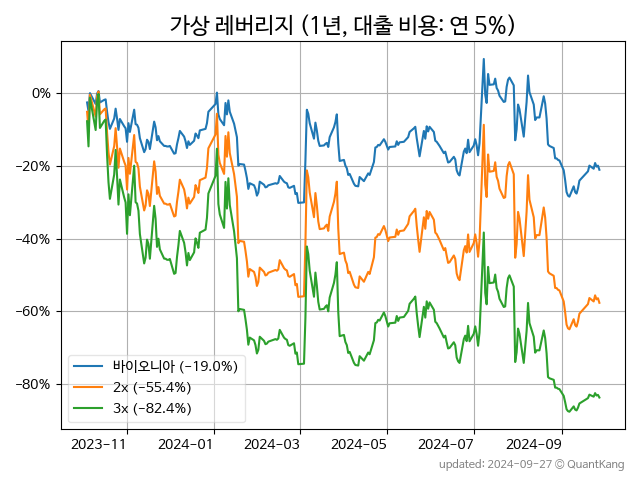 가상 레버리지 (1년, 대출 비용: 연 5%)
0%
−20%
−40%
−60%
−80%
바이오니아 (−19.0%)
2x (−55.4%)
3x (−82.4%)
2023-11
2024-01
2024-03
2024-05
2024-07
2024-09
updated: 2024-09-27 © QuantKang